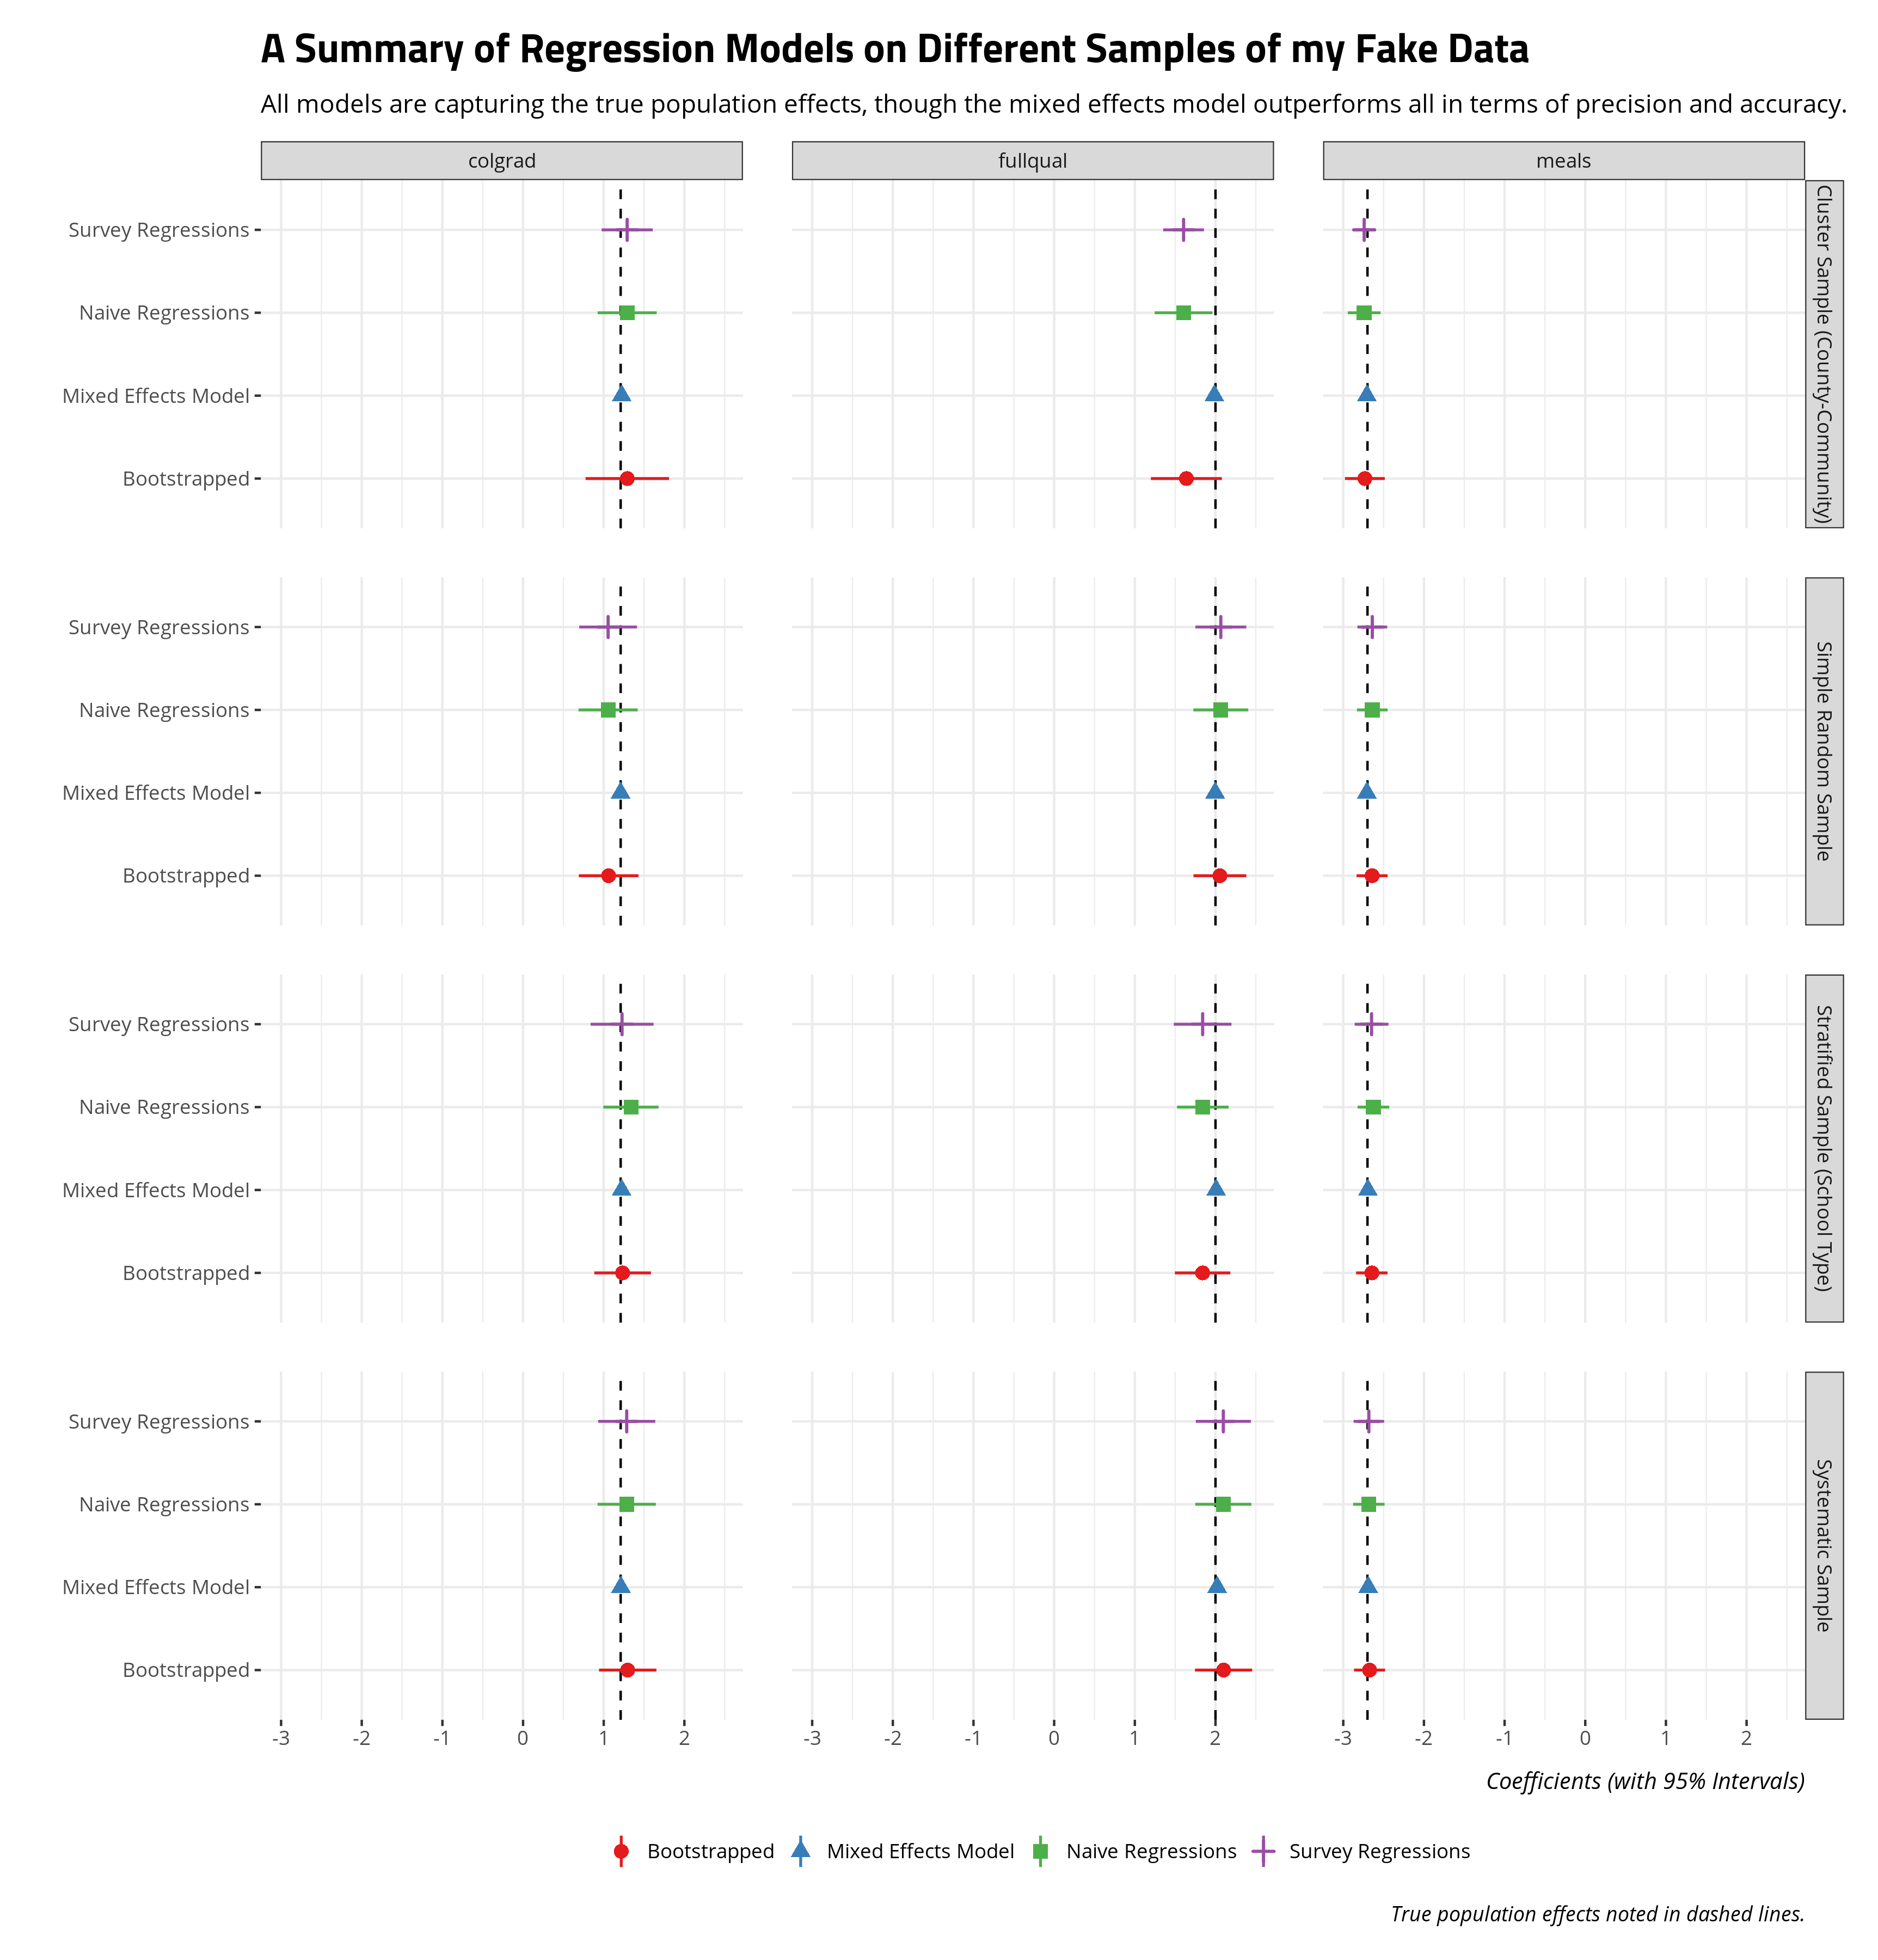 A Summary of Regression Models on Different Samples of my Fake Data
All models are capturing the true population effects, though the mixed effects model outperforms all in terms of precision and accuracy.
colgrad
fullqual
meals
Survey Regressions
Naive Regressions
Mixed Effects Model
Bootstrapped
Cluster Sample (County-Community)
Survey Regressions
Naive Regressions
Mixed Effects Model
Bootstrapped
Simple Random Sample
Survey Regressions
Naive Regressions
Mixed Effects Model
Bootstrapped
Stratified Sample (School Type)
Survey Regressions
Naive Regressions
Mixed Effects Model
Bootstrapped
Systematic Sample
-3 -2 -1 0 1 2
-3 -2 -1 0 1 2
-3 -2 -1 0 1 2
Coefficients (with 95% Intervals)
Bootstrapped Mixed Effects Model Naive Regressions Survey Regressions
True population effects noted in dashed lines.